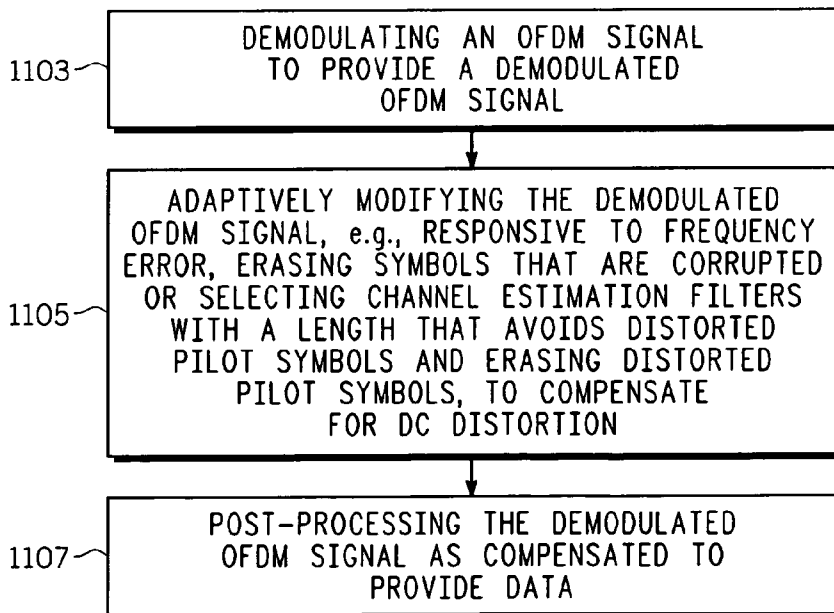 1103
DEMODULATING AN OFDM SIGNAL
TO PROVIDE A DEMODULATED
OFDM SIGNAL
1105
ADAPTIVELY MODIFYING THE DEMODULATED
OFDM SIGNAL, e.g., RESPONSIVE TO FREQUENCY
ERROR, ERASING SYMBOLS THAT ARE CORRUPTED
OR SELECTING CHANNEL ESTIMATION FILTERS
WITH A LENGTH THAT AVOIDS DISTORTED
PILOT SYMBOLS AND ERASING DISTORTED
PILOT SYMBOLS, TO COMPENSATE
FOR DC DISTORTION
1107
POST-PROCESSING THE DEMODULATED
OFDM SIGNAL AS COMPENSATED TO
PROVIDE DATA